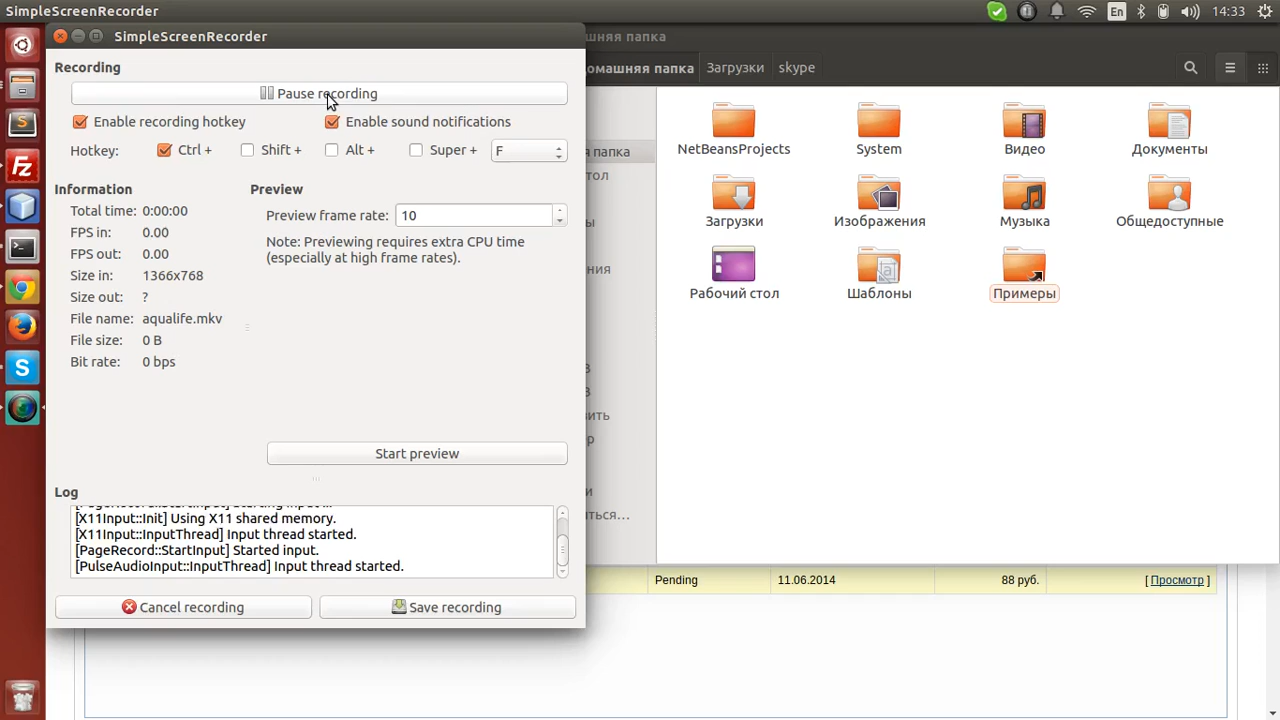 SimpleScreenRecorder
En
14:33
SimpleScreenRecorder
Recording
Pause recording
Enable recording hotkey
Enable sound notifications
Hotkey:
Ctrl +
Shift +
Alt +
Super +
F
Information
Total time: 0:00:00
FPS in: 0.00
FPS out: 0.00
Size in: 1366x768
Size out: ?
File name: aqualife.mkv
File size: 0 B
Bit rate: 0 bps
Preview
Preview frame rate: 10
Note: Previewing requires extra CPU time
(especially at high frame rates).
Start preview
Log
[X11Input::Init] Using X11 shared memory.
[X11Input::InputThread] Input thread started.
[PageRecord::StartInput] Started input.
[PulseAudioInput::InputThread] Input thread started.
Cancel recording
Save recording
папка
папка
Загрузки
skype
NetBeansProjects
System
Видео
Документы
Загрузки
Изображения
Музыка
Общедоступные
Рабочий стол
Шаблоны
Примеры
Pending
11.06.2014
88 руб.
[ Просмотр ]